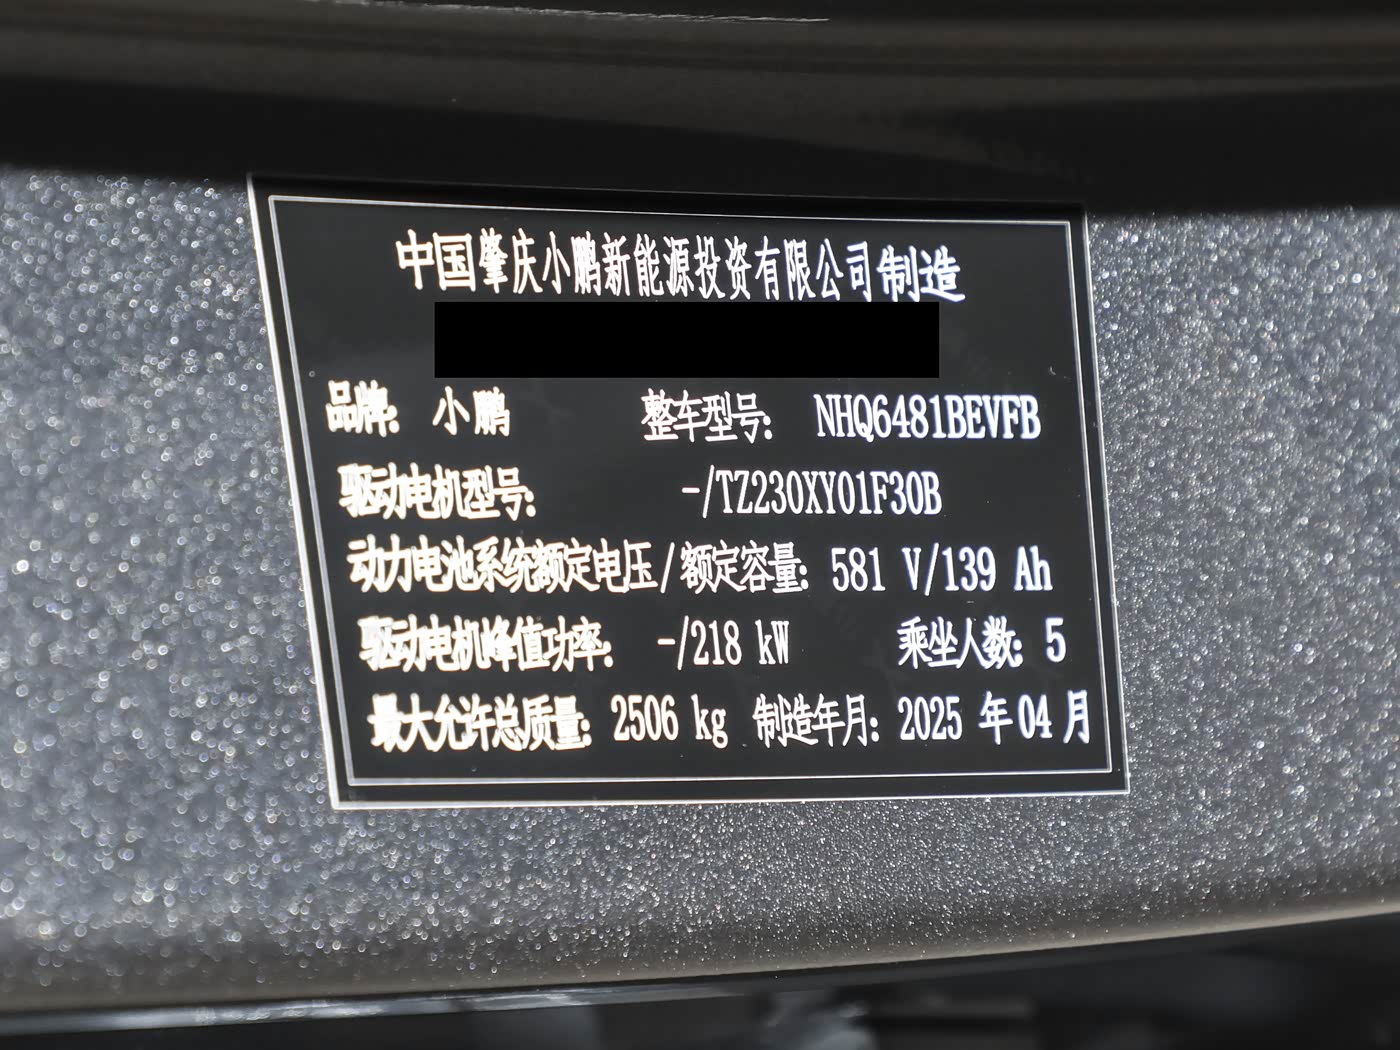 中国肇庆小鹏新能源投资有限公司制造
品牌: 小鹏 整车型号: NHQ6481BEVFB
驱动电机型号: -/TZ230XY01F30B
动力电池系统额定电压/额定容量: 581 V/139 Ah
驱动电机峰值功率: -/218 kW 乘坐人数: 5
最大允许总质量: 2506 kg 制造年月: 2025 年 04 月